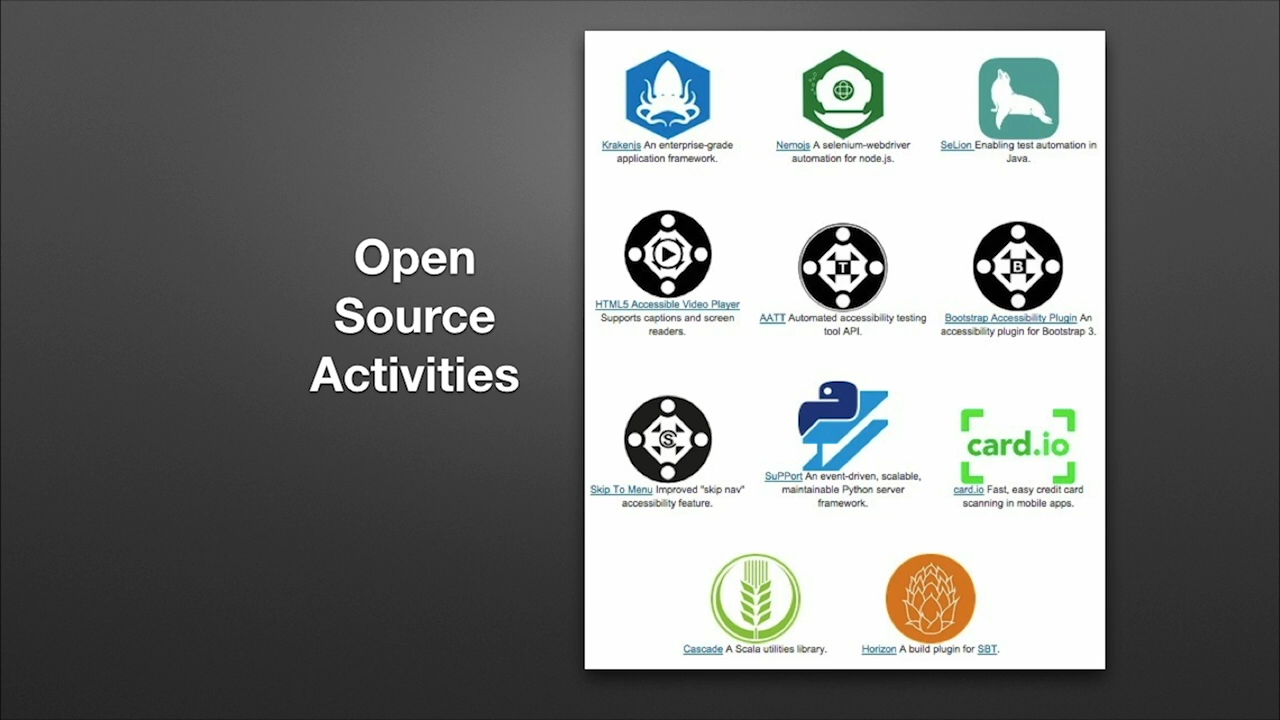 Open
Source
Activities
Krakenjs An enterprise-grade
application framework.
Nemojs A selenium-webdriver
automation for node.js.
SeLion Enabling test automation in
Java.
HTML5 Accessible Video Player
Supports captions and screen
readers.
T
AATT Automated accessibility testing
tool API.
B
Bootstrap Accessibility Plugin An
accessibility plugin for Bootstrap 3.
S
Skip To Menu Improved "skip nav"
accessibility feature.
SuPPort An event-driven, scalable,
maintainable Python server
framework.
card.io
card.io Fast, easy credit card
scanning in mobile apps.
Cascade A Scala utilities library.
Horizon A build plugin for SBT.